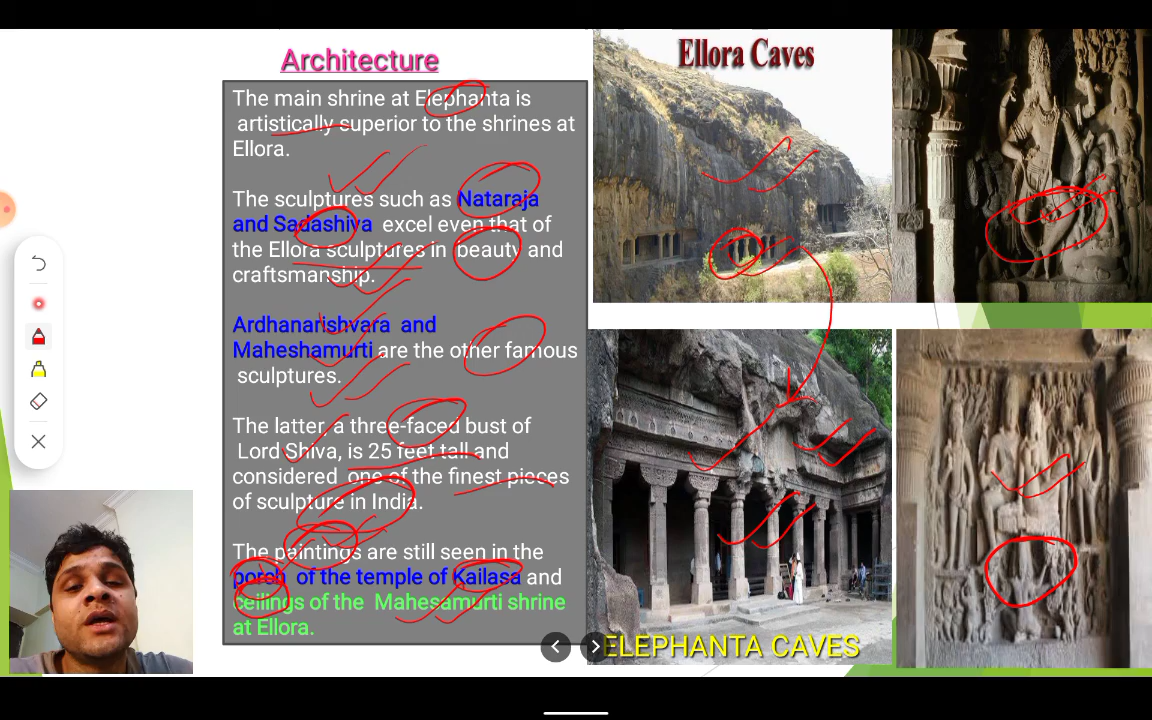 Architecture
The main shrine at Elephanta is
artistically superior to the shrines at
Ellora.
The sculptures such as Nataraja
and Sadashiva excel even that of
the Ellora sculptures in beauty and
craftsmanship.
Ardhanarishvara and
Maheshamurti are the other famous
sculptures.
The latter, a three-faced bust of
Lord Shiva, is 25 feet tall and
considered one of the finest pieces
of sculpture in India.
The paintings are still seen in the
porch of the temple of Kailasa and
ceilings of the Mahesamurti shrine
at Ellora.
Ellora Caves
ELEPHANTA CAVES